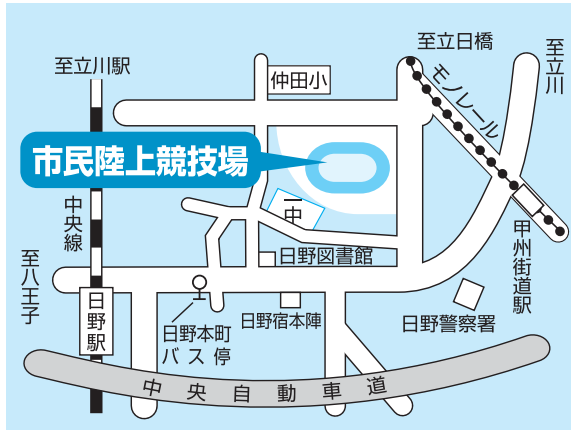 至立日橋
至立川
至立川駅
モノレール
仲田小
市民陸上競技場
中央線
一中
甲州街道駅
至八王子
日野図書館
日野駅
日野本町
バス停
日野宿本陣
日野警察署
中央自動車道